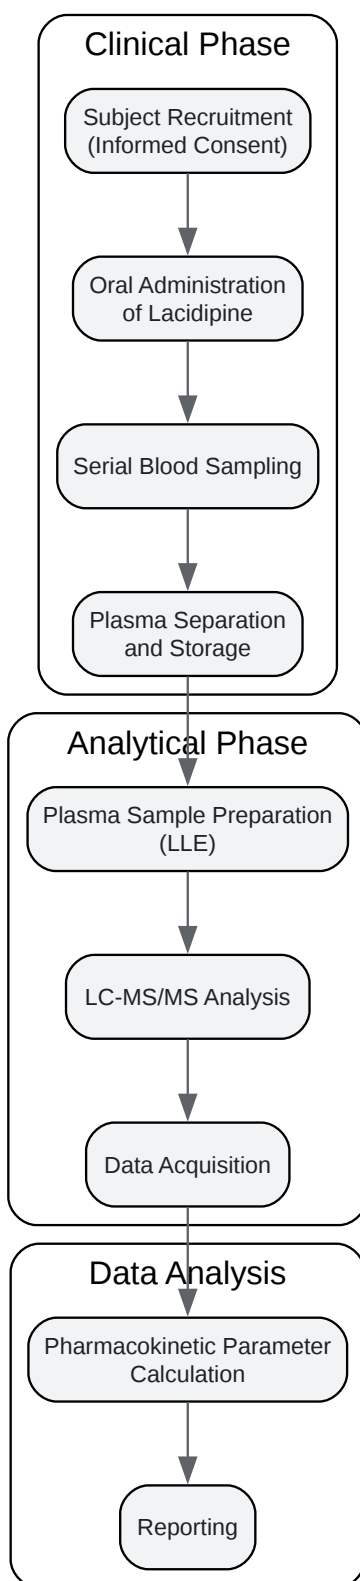 Clinical Phase
Subject Recruitment
(Informed Consent)
Oral Administration
of Lacidipine
Serial Blood Sampling
Plasma Separation
and Storage
Analytical Phase
Plasma Sample Preparation
(LLE)
LC-MS/MS Analysis
Data Acquisition
Data Analysis
Pharmacokinetic Parameter
Calculation
Reporting